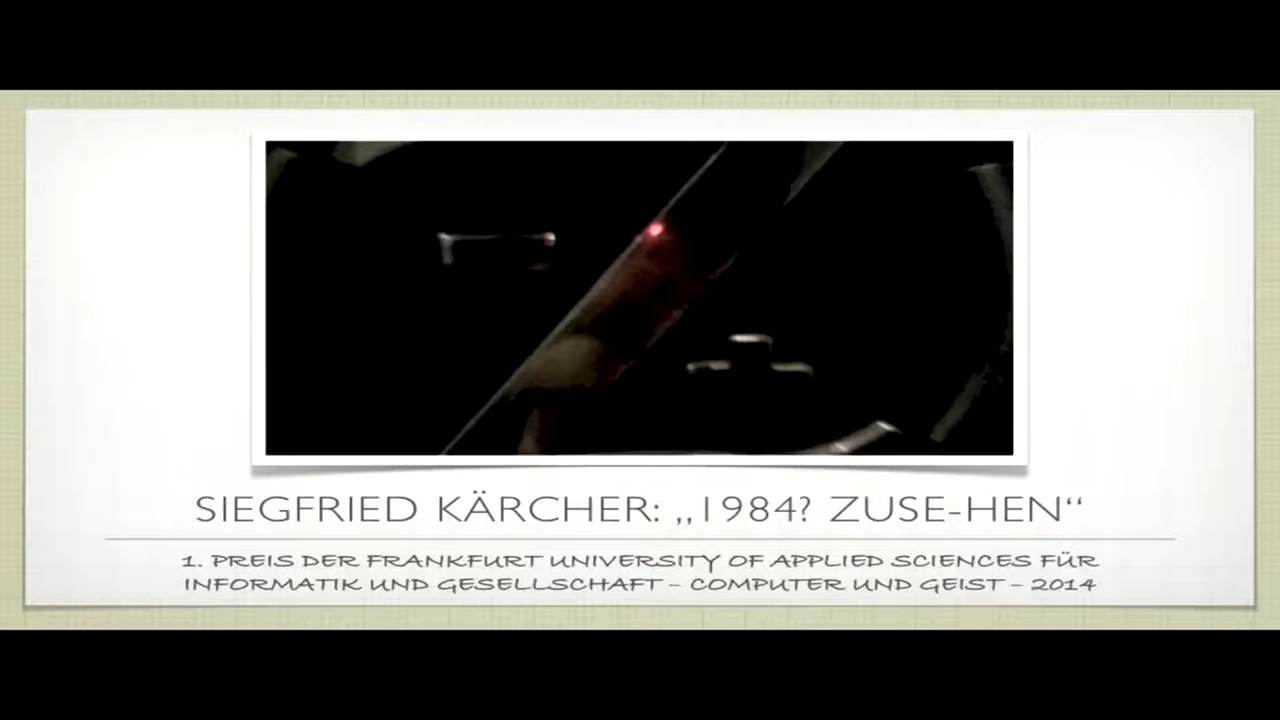 SIEGFRIED KÄRCHER: „1984? ZUSE-HEN“
1. PREIS DER FRANKFURT UNIVERSITY OF APPLIED SCIENCES FÜR
INFORMATIK UND GESELLSCHAFT – COMPUTER UND GEIST – 2014